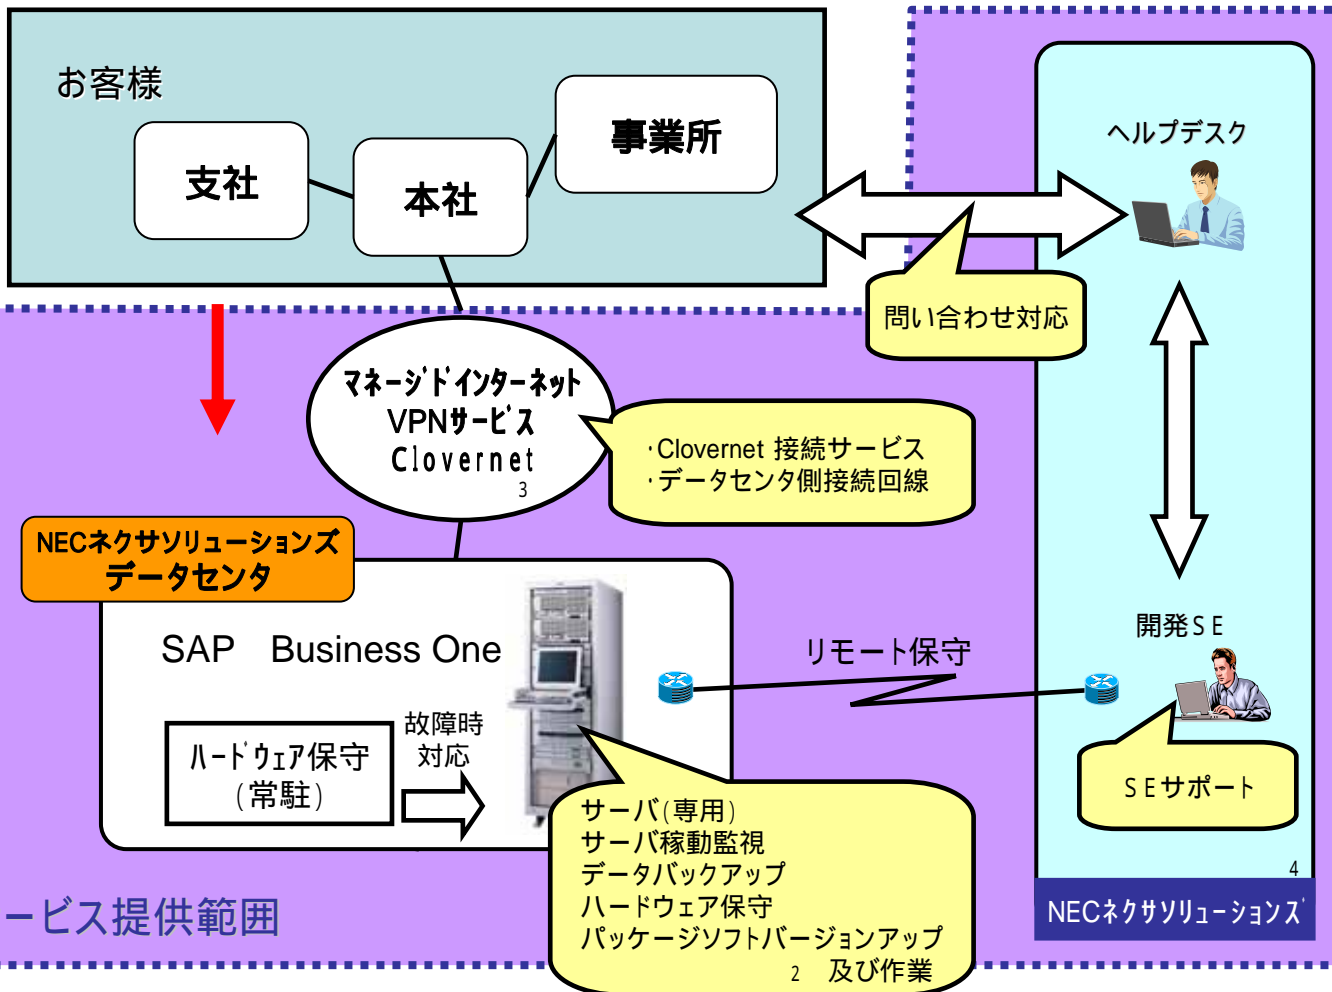 お客様
支社
本社
事業所
ヘルプデスク
問い合わせ対応
マネージドインターネット
VPNサービス
Clovernet
3
・Clovernet 接続サービス
・データセンタ側接続回線
NECネクサソリューションズ
データセンタ
SAP Business One
ハードウェア保守
(常駐)
故障時
対応
リモート保守
開発SE
SEサポート
サーバ(専用)
サーバ稼動監視
データバックアップ
ハードウェア保守
パッケージソフトバージョンアップ
2 及び作業
ービス提供範囲
4
NECネクサソリューションズ